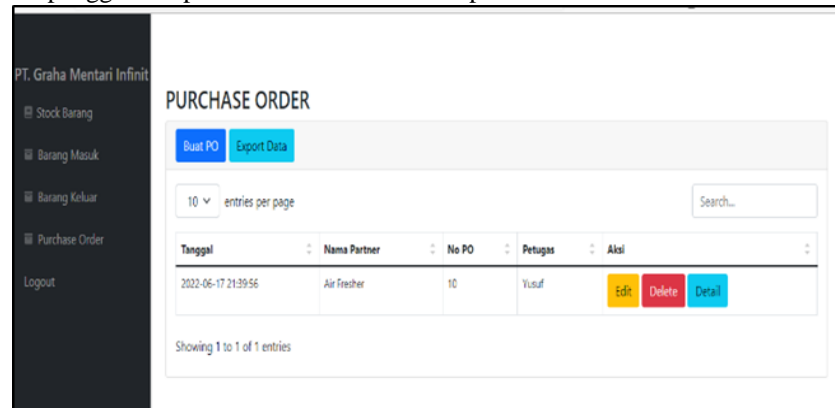 PT. Graha Mentari Infinit
Stock Barang
Barang Masuk
Barang Keluar
Purchase Order
Logout
PURCHASE ORDER
Buat PO Export Data
10 entries per page Search...
Tanggal Nama Partner No PO Petugas Aksi
2022-06-17 21:39:56 Air Fresher 10 Yusuf Edit Delete Detail
Showing 1 to 1 of 1 entries